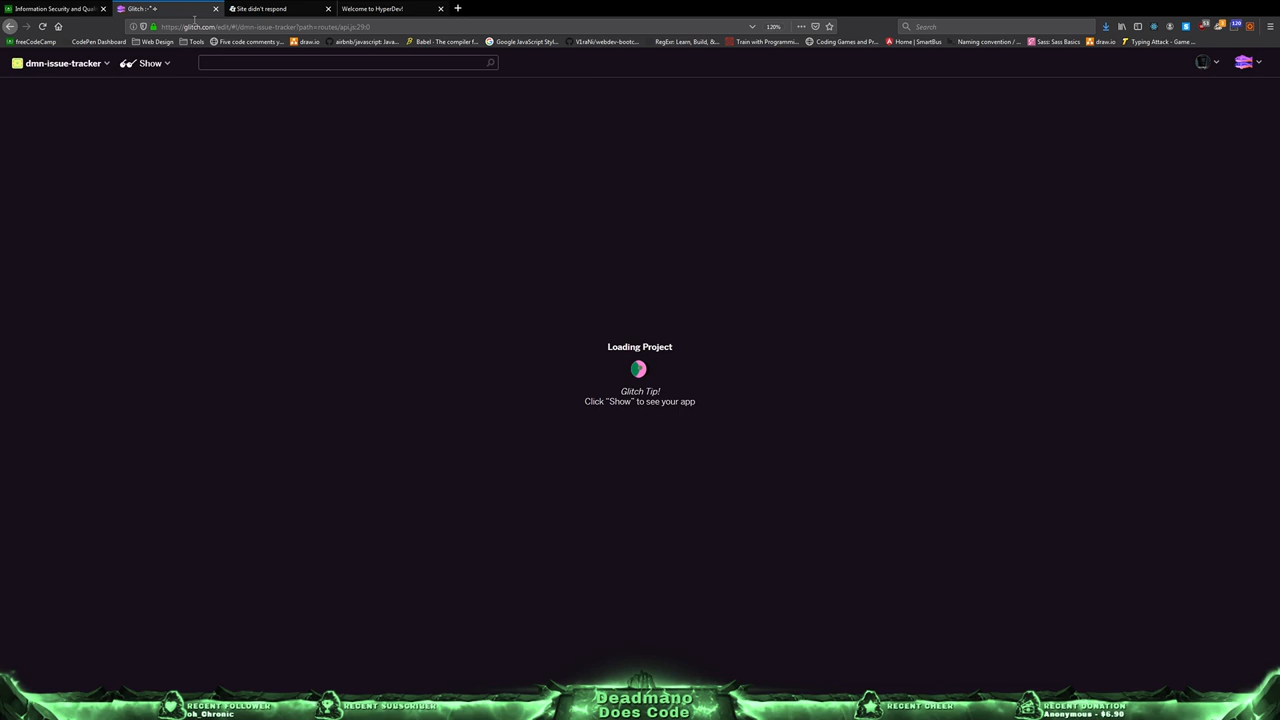 Information Security and Quali
Glitch :･ﾟ✧
Site didn't respond
Welcome to HyperDev!
https://glitch.com/edit/#!/dmn-issue-tracker?path=routes/api.js:29:0
120%
Search
120
freeCodeCamp
CodePen Dashboard
Web Design
Tools
Five code comments y...
draw.io
airbnb/javascript: Java...
Babel · The compiler f...
Google JavaScript Styl...
V1raNi/webdev-bootc...
RegExr: Learn, Build, &...
Train with Programmi...
Coding Games and Pr...
Home | SmartBus
Naming convention / ...
Sass: Sass Basics
draw.io
Typing Attack - Game ...
dmn-issue-tracker
Show
Loading Project
Glitch Tip!
Click "Show" to see your app
RECENT FOLLOWER
ob_Chronic
RECENT SUBSCRIBER
Deadmano
Does Code
RECENT CHEER
RECENT DONATION
Anonymous - $6.90